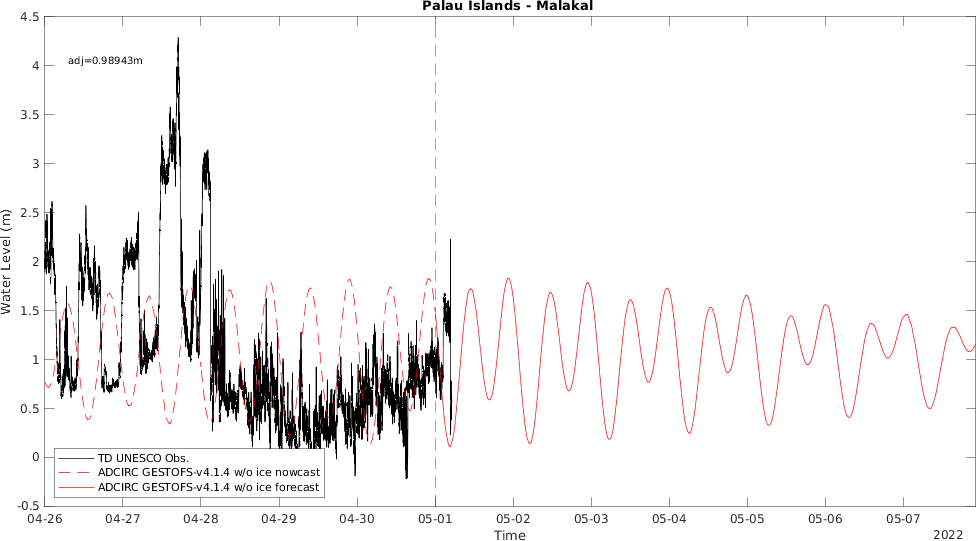 Palau Islands - Malakal
4.5
4
3.5
3
2.5
2
1.5
1
0.5
0
-0.5
Water Level (m)
adj=0.98943m
TD UNESCO Obs.
ADCIRC GESTOFS-v4.1.4 w/o ice nowcast
ADCIRC GESTOFS-v4.1.4 w/o ice forecast
04-26 04-27 04-28 04-29 04-30 05-01 05-02 05-03 05-04 05-05 05-06 05-07
Time
2022